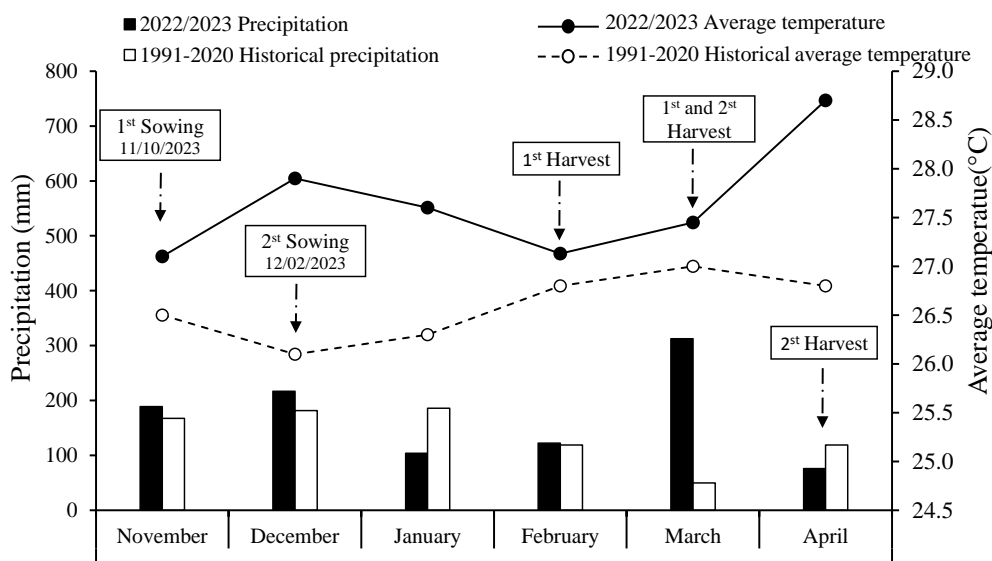 2022/2023 Precipitation
2022/2023 Average temperature
1991-2020 Historical precipitation
1991-2020 Historical average temperature
Precipitation (mm)
800
700
600
500
400
300
200
100
0
1st Sowing
11/10/2023
2st Sowing
12/02/2023
1st Harvest
1st and 2st
Harvest
2st Harvest
29.0
28.5
28.0
27.5
27.0
26.5
26.0
25.5
25.0
24.5
Average temperatue(°C)
November
December
January
February
March
April